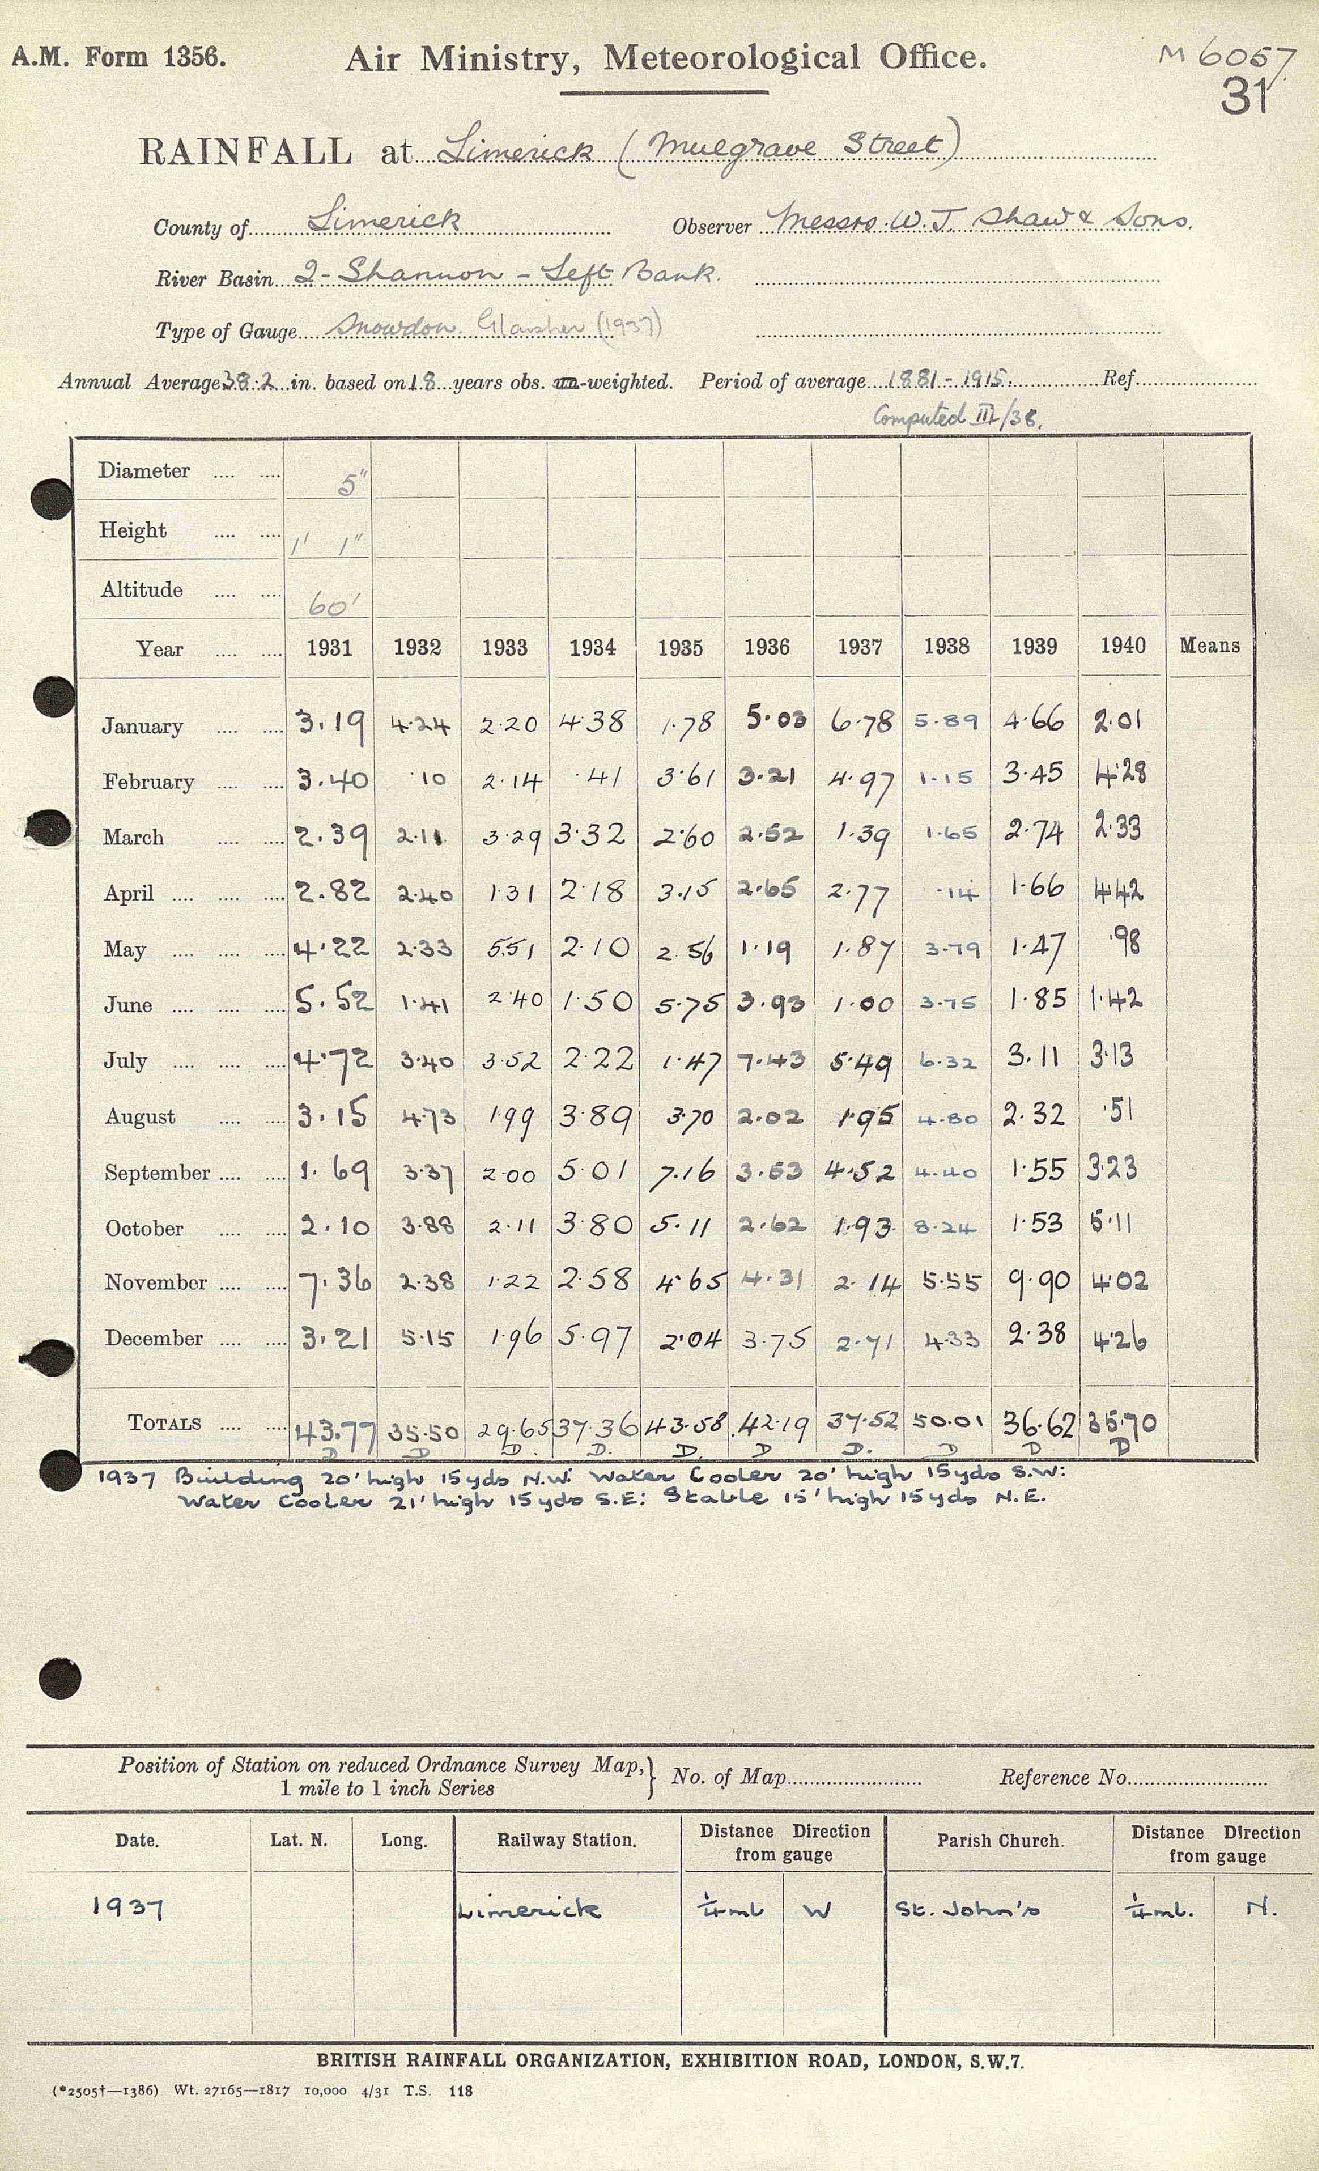 A.M. Form 1356. Air Ministry, Meteorological Office. M 6057
31
RAINFALL at Limerick (Mulgrave Street)
County of Limerick Observer Messrs. W. J. Shaw & Sons.
River Basin 2 - Shannon - Left Bank.
Type of Gauge Snowdon. Glaisher (1937)
Annual Average 38.2 in. based on 18 years obs. un-weighted. Period of average 1881 - 1915 Ref.
Computed III/38.
Diameter .... .... 5"
Height .... .... 1' 1"
Altitude .... .... 60'
Year .... .... 1931 1932 1933 1934 1935 1936 1937 1938 1939 1940 Means
January .... .... 3.19 4.24 2.20 4.38 1.78 5.03 6.78 5.89 4.66 2.01
February .... .... 3.40 .10 2.14 .41 3.61 3.21 4.97 1.15 3.45 4.28
March .... .... 2.39 2.11 3.29 3.32 2.60 2.52 1.39 1.65 2.74 2.33
April .... .... .... 2.82 2.40 1.31 2.18 3.15 2.65 2.77 .14 1.66 4.42
May .... .... .... 4.22 2.33 5.51 2.10 2.56 1.19 1.87 3.79 1.47 .98
June .... .... .... 5.52 1.41 2.40 1.50 5.75 3.93 1.00 3.75 1.85 1.42
July .... .... .... 4.72 3.40 3.52 2.22 1.47 7.43 5.49 6.32 3.11 3.13
August .... .... 3.15 4.73 1.99 3.89 3.70 2.02 1.95 4.80 2.32 .51
September .... .... 1.69 3.37 2.00 5.01 7.16 3.53 4.52 4.40 1.55 3.23
October .... .... 2.10 3.88 2.11 3.80 5.11 2.62 1.93 8.24 1.53 5.11
November .... .... 7.36 2.38 1.22 2.58 4.65 4.31 2.14 5.55 9.90 4.02
December .... .... 3.21 5.15 1.96 5.97 2.04 3.75 2.71 4.33 2.38 4.26
TOTALS .... .... 43.77 35.50 29.65 37.36 43.58 42.19 37.52 50.01 36.62 35.70
D D D. D. D. D D. D D D
1937 Building 20' high 15 yds N.W: Water Cooler 20' high 15 yds S.W:
Water Cooler 21' high 15 yds S.E: Stable 15' high 15 yds N.E.
Position of Station on reduced Ordnance Survey Map,} No. of Map Reference No.
1 mile to 1 inch Series
Date. Lat. N. Long. Railway Station. Distance Direction from gauge Parish Church. Distance Direction from gauge
1937 Limerick ¼ ml W St. John's ¼ ml. N.
BRITISH RAINFALL ORGANIZATION, EXHIBITION ROAD, LONDON, S.W.7.
(*2505†—1386) Wt. 27165—1817 10,000 4/31 T.S. 118